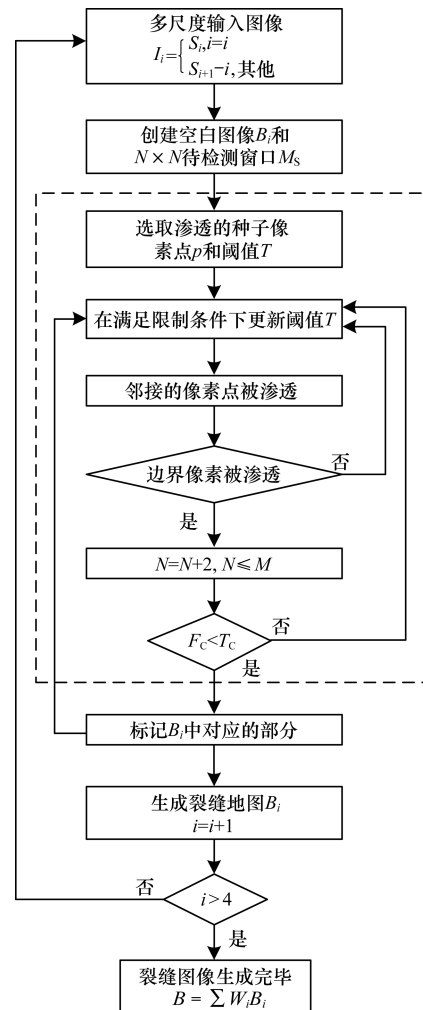 多尺度输入图像
I_i={ S_i,i=i
S_{i+1}−i,其他
创建空白图像B_i和
N×N待检测窗口M_S
选取渗透的种子像
素点p和阈值T
在满足限制条件下更新阈值T
邻接的像素点被渗透
边界像素被渗透
否
是
N=N+2, N≤M
F_C<T_C
否
是
标记B_i中对应的部分
生成裂缝地图B_i
i=i+1
i>4
否
是
裂缝图像生成完毕
B = ∑ W_iB_i